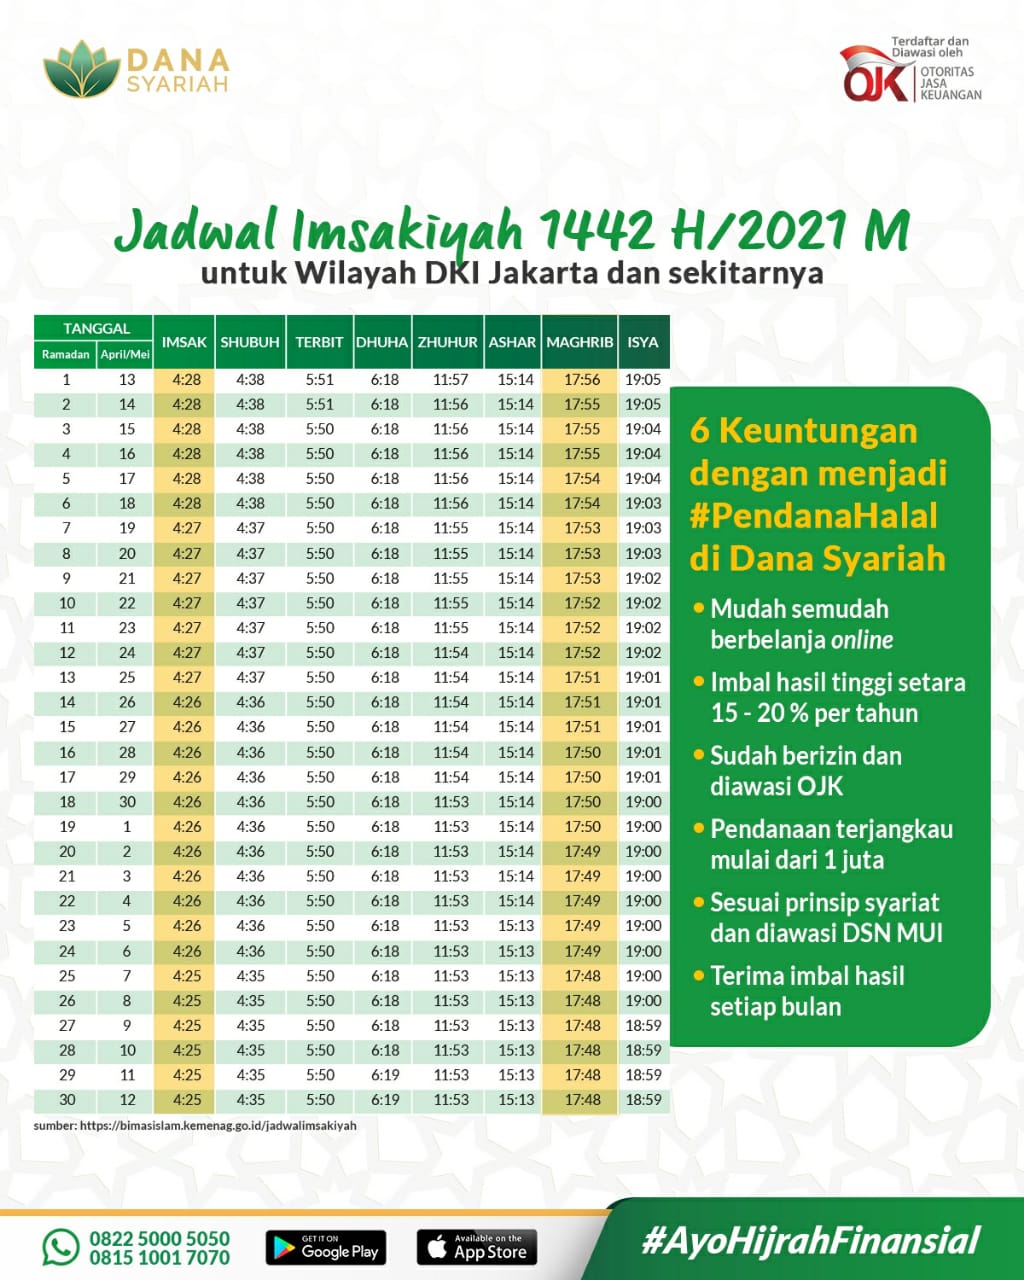 DANA
SYARIAH
Terdaftar dan
Diawasi oleh
OJK
OTORITAS
JASA
KEUANGAN
Jadwal Imsakiyah 1442 H/2021 M
untuk Wilayah DKI Jakarta dan sekitarnya
TANGGAL IMSAK SHUBUH TERBIT DHUHA ZHUHUR ASHAR MAGHRIB ISYA
Ramadan April/Mei
1 13 4:28 4:38 5:51 6:18 11:57 15:14 17:56 19:05
2 14 4:28 4:38 5:51 6:18 11:56 15:14 17:55 19:05
3 15 4:28 4:38 5:50 6:18 11:56 15:14 17:55 19:04
4 16 4:28 4:38 5:50 6:18 11:56 15:14 17:55 19:04
5 17 4:28 4:38 5:50 6:18 11:56 15:14 17:54 19:04
6 18 4:28 4:38 5:50 6:18 11:56 15:14 17:54 19:03
7 19 4:27 4:37 5:50 6:18 11:55 15:14 17:53 19:03
8 20 4:27 4:37 5:50 6:18 11:55 15:14 17:53 19:03
9 21 4:27 4:37 5:50 6:18 11:55 15:14 17:53 19:02
10 22 4:27 4:37 5:50 6:18 11:55 15:14 17:52 19:02
11 23 4:27 4:37 5:50 6:18 11:55 15:14 17:52 19:02
12 24 4:27 4:37 5:50 6:18 11:54 15:14 17:52 19:02
13 25 4:27 4:37 5:50 6:18 11:54 15:14 17:51 19:01
14 26 4:26 4:36 5:50 6:18 11:54 15:14 17:51 19:01
15 27 4:26 4:36 5:50 6:18 11:54 15:14 17:51 19:01
16 28 4:26 4:36 5:50 6:18 11:54 15:14 17:50 19:01
17 29 4:26 4:36 5:50 6:18 11:54 15:14 17:50 19:01
18 30 4:26 4:36 5:50 6:18 11:53 15:14 17:50 19:00
19 1 4:26 4:36 5:50 6:18 11:53 15:14 17:50 19:00
20 2 4:26 4:36 5:50 6:18 11:53 15:14 17:49 19:00
21 3 4:26 4:36 5:50 6:18 11:53 15:14 17:49 19:00
22 4 4:26 4:36 5:50 6:18 11:53 15:14 17:49 19:00
23 5 4:26 4:36 5:50 6:18 11:53 15:13 17:49 19:00
24 6 4:26 4:36 5:50 6:18 11:53 15:13 17:49 19:00
25 7 4:25 4:35 5:50 6:18 11:53 15:13 17:48 19:00
26 8 4:25 4:35 5:50 6:18 11:53 15:13 17:48 19:00
27 9 4:25 4:35 5:50 6:18 11:53 15:13 17:48 18:59
28 10 4:25 4:35 5:50 6:18 11:53 15:13 17:48 18:59
29 11 4:25 4:35 5:50 6:19 11:53 15:13 17:48 18:59
30 12 4:25 4:35 5:50 6:19 11:53 15:13 17:48 18:59
sumber: https://bimasislam.kemenag.go.id/jadwalimsakiyah
6 Keuntungan
dengan menjadi
#PendanaHalal
di Dana Syariah
• Mudah semudah
berbelanja online
• Imbal hasil tinggi setara
15 - 20 % per tahun
• Sudah berizin dan
diawasi OJK
• Pendanaan terjangkau
mulai dari 1 juta
• Sesuai prinsip syariat
dan diawasi DSN MUI
• Terima imbal hasil
setiap bulan
0822 5000 5050
0815 1001 7070
GET IT ON
Google Play
Available on the
App Store
#AyoHijrahFinansial